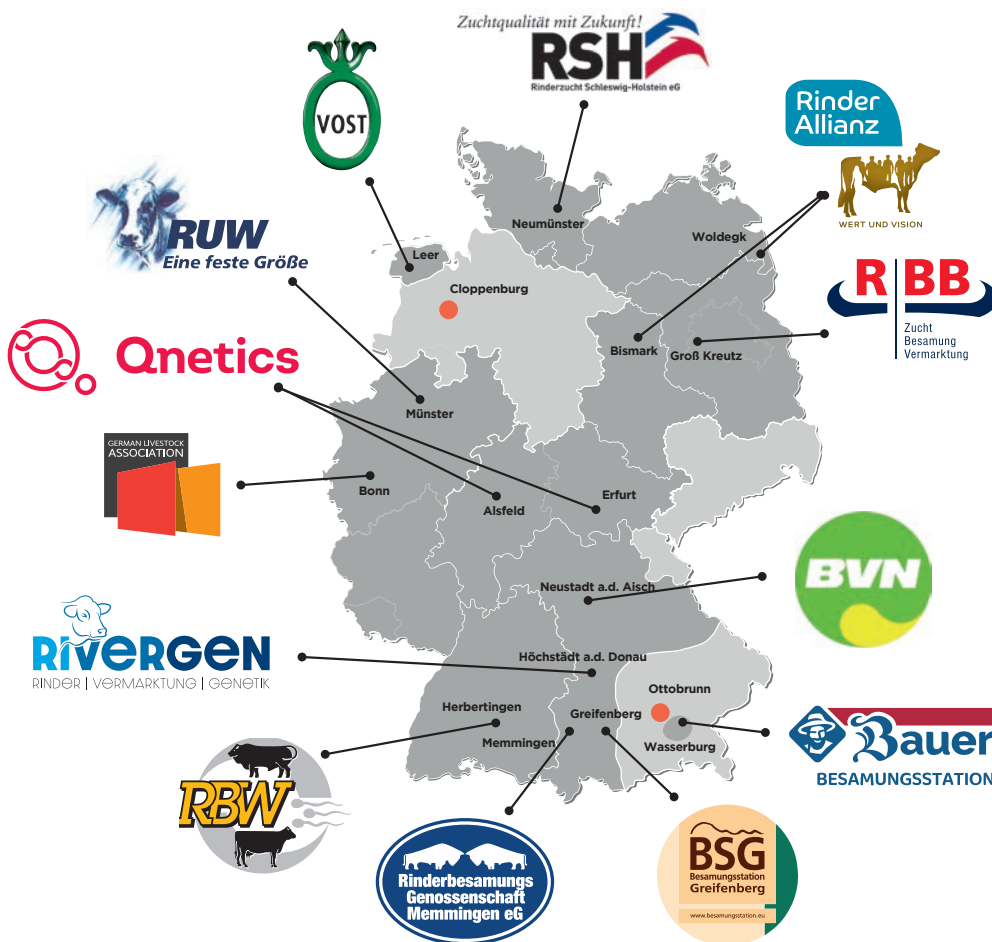 Zuchtqualität mit Zukunft!
RSH
Rinderzucht Schleswig-Holstein eG
VOST
Rinder
Allianz
WERT UND VISION
RUW
Eine feste Größe
Neumünster
Woldegk
Leer
Cloppenburg
RBB
Zucht
Besamung
Vermarktung
Qnetics
Bismark
Groß Kreutz
Münster
GERMAN LIVESTOCK
ASSOCIATION
Bonn
Alsfeld
Erfurt
BVN
Neustadt a.d. Aisch
RIVERGEN
RINDER | VERMARKTUNG | GENETIK
Höchstädt a.d. Donau
Ottobrunn
Herbertingen
Greifenberg
Memmingen
Wasserburg
Bauer
BESAMUNGSSTATION
RBW
Rinderbesamungs
Genossenschaft
Memmingen eG
BSG
Besamungsstation
Greifenberg
www.besamungsstation.eu